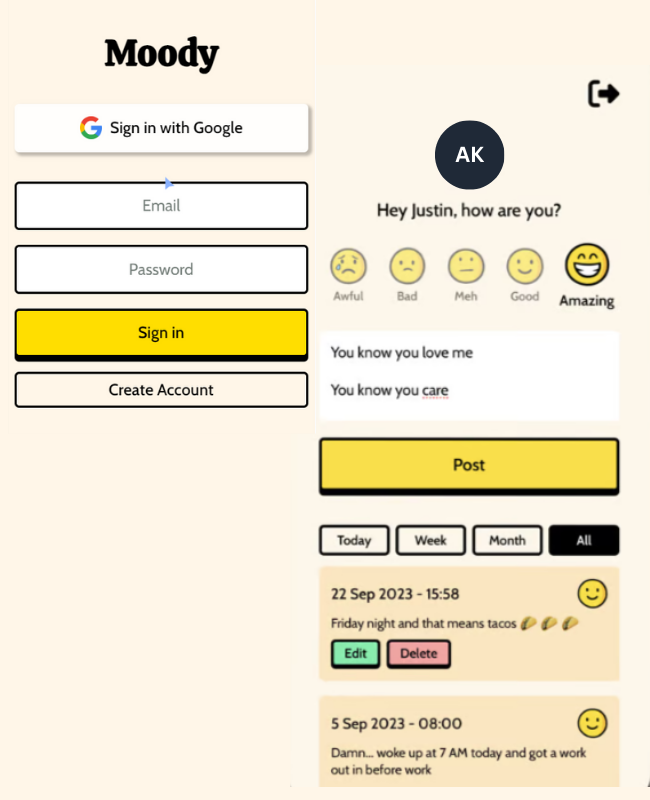 Moody
Sign in with Google
Email
Password
Sign in
Create Account
AK
Hey Justin, how are you?
Awful
Bad
Meh
Good
Amazing
You know you love me
You know you care
Post
Today
Week
Month
All
22 Sep 2023 - 15:58
Friday night and that means tacos 🌮 🌮 🌮
Edit
Delete
5 Sep 2023 - 08:00
Damn... woke up at 7 AM today and got a work
out in before work